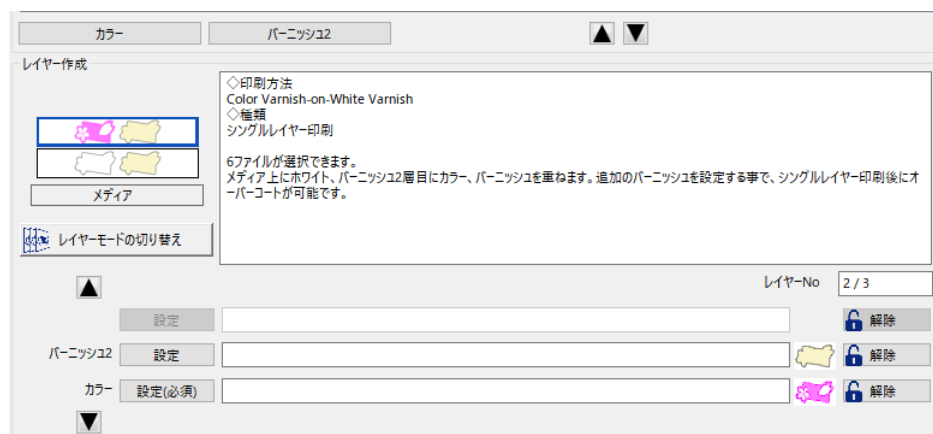 カラー
バーニッシュ2
▲ ▼
レイヤー作成
◇印刷方法
Color Varnish-on-White Varnish
◇種類
シングルレイヤー印刷
6ファイルが選択できます。
メディア上にホワイト、バーニッシュ2層目にカラー、バーニッシュを重ねます。追加のバーニッシュを設定する事で、シングルレイヤー印刷後にオ
ーバーコートが可能です。
メディア
レイヤーモードの切り替え
レイヤーNo 2 / 3
▲
設定 解除
バーニッシュ2 設定 解除
カラー 設定(必須) 解除
▼